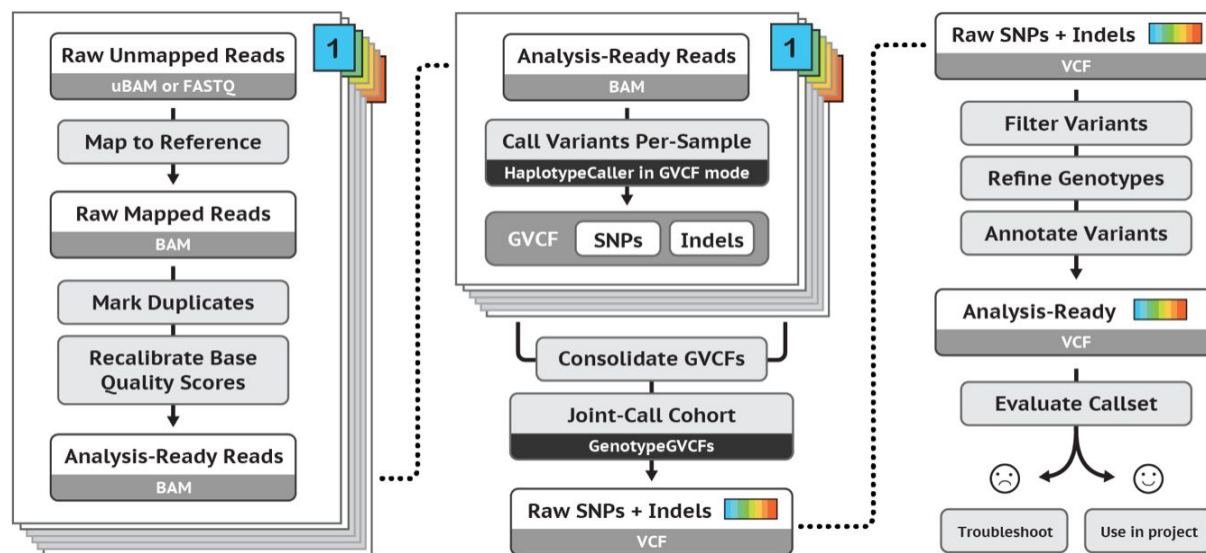 1
Raw Unmapped Reads
uBAM or FASTQ
Map to Reference
Raw Mapped Reads
BAM
Mark Duplicates
Recalibrate Base
Quality Scores
Analysis-Ready Reads
BAM
1
Analysis-Ready Reads
BAM
Call Variants Per-Sample
HaplotypeCaller in GVCF mode
GVCF SNPs Indels
Consolidate GVCFs
Joint-Call Cohort
GenotypeGVCFs
Raw SNPs + Indels
VCF
Raw SNPs + Indels
VCF
Filter Variants
Refine Genotypes
Annotate Variants
Analysis-Ready
VCF
Evaluate Callset
Troubleshoot
Use in project